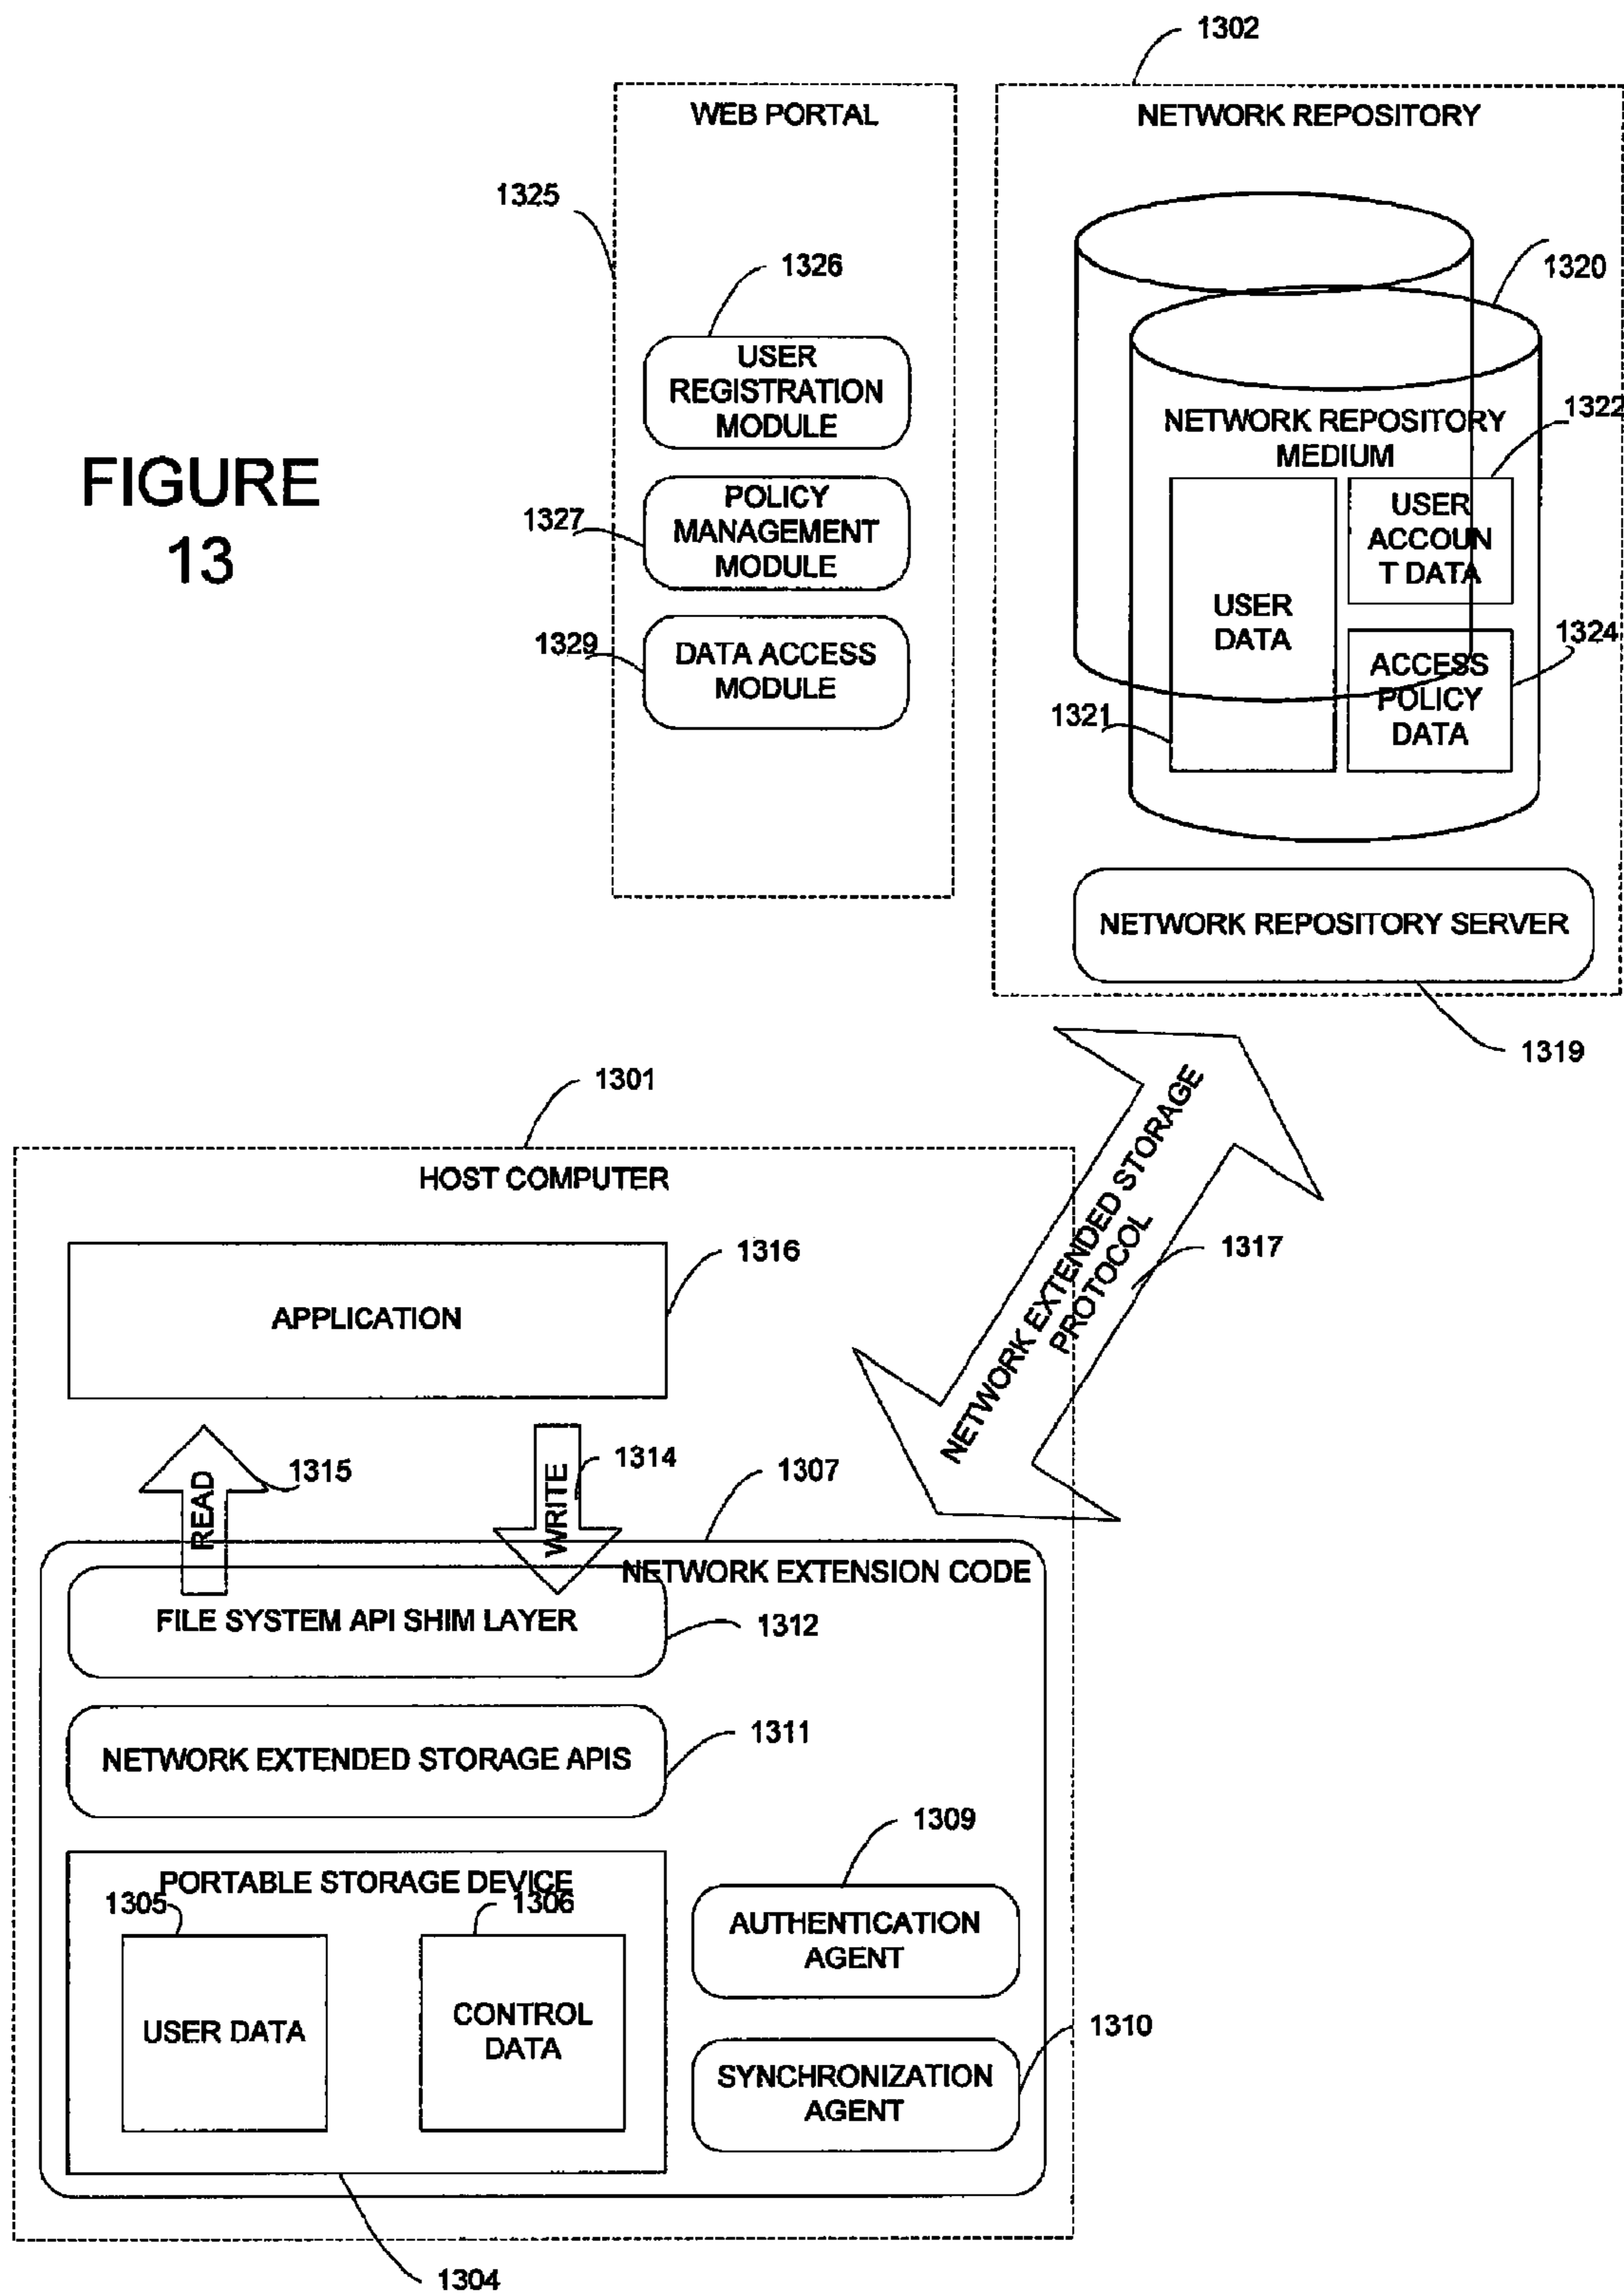 1302
WEB PORTAL
NETWORK REPOSITORY
1325
1326
1320
USER
REGISTRATION
MODULE
1322
NETWORK REPOSITORY
MEDIUM
FIGURE
13
1327
POLICY
MANAGEMENT
MODULE
USER
ACCOUN
T DATA
USER
DATA
1329
DATA ACCESS
MODULE
1324
ACCESS
POLICY
DATA
1321
NETWORK REPOSITORY SERVER
1319
1301
HOST COMPUTER
NETWORK EXTENDED STORAGE
PROTOCOL
1317
1316
APPLICATION
READ
1315
WRITE
1314
1307
NETWORK EXTENSION CODE
FILE SYSTEM API SHIM LAYER
1312
NETWORK EXTENDED STORAGE APIS
1311
1309
PORTABLE STORAGE DEVICE
1305
1306
AUTHENTICATION
AGENT
USER DATA
CONTROL
DATA
1310
SYNCHRONIZATION
AGENT
1304